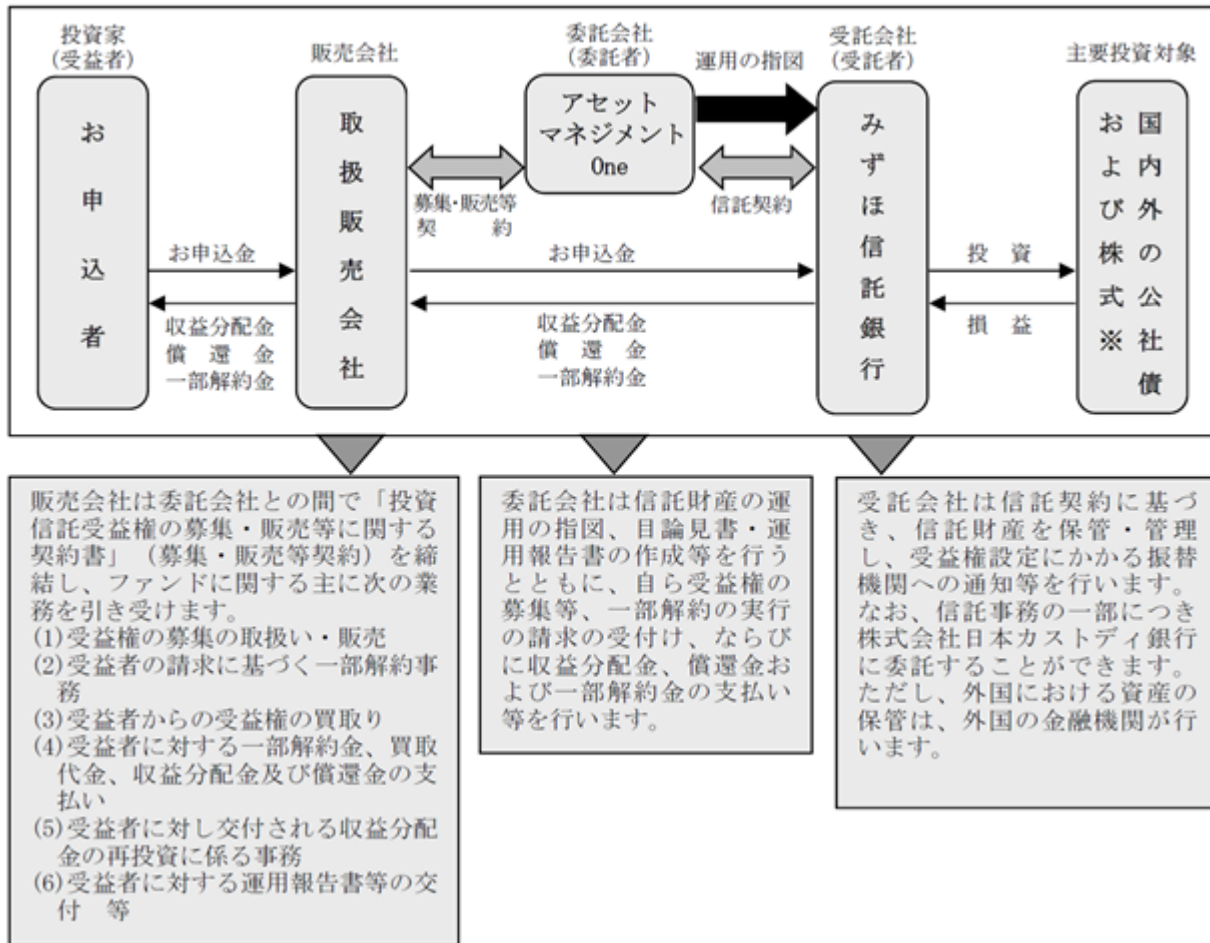 投資家
(受益者)
お申込者
販売会社
取扱販売会社
委託会社
(委託者)
アセット
マネジメント
One
運用の指図
受託会社
(受託者)
みずほ信託銀行
主要投資対象
国内外の公社債
および株式※
募集・販売等
契　　約
信託契約
お申込金
収益分配金
償　還　金
一部解約金
お申込金
収益分配金
償　還　金
一部解約金
投　資
損　益
販売会社は委託会社との間で「投資
信託受益権の募集・販売等に関する
契約書」（募集・販売等契約）を締
結し、ファンドに関する主に次の業
務を引き受けます。
(1)受益権の募集の取扱い・販売
(2)受益者の請求に基づく一部解約事
務
(3)受益者からの受益権の買取り
(4)受益者に対する一部解約金、買取
代金、収益分配金及び償還金の支
払い
(5)受益者に対し交付される収益分配
金の再投資に係る事務
(6)受益者に対する運用報告書等の交
付　等
委託会社は信託財産の運
用の指図、目論見書・運
用報告書の作成等を行う
とともに、自ら受益権の
募集等、一部解約の実行
の請求の受付け、ならび
に収益分配金、償還金お
よび一部解約金の支払い
等を行います。
受託会社は信託契約に基づ
き、信託財産を保管・管理
し、受益権設定にかかる振替
機関への通知等を行います。
なお、信託事務の一部につき
株式会社日本カストディ銀行
に委託することができます。
ただし、外国における資産の
保管は、外国の金融機関が行
います。